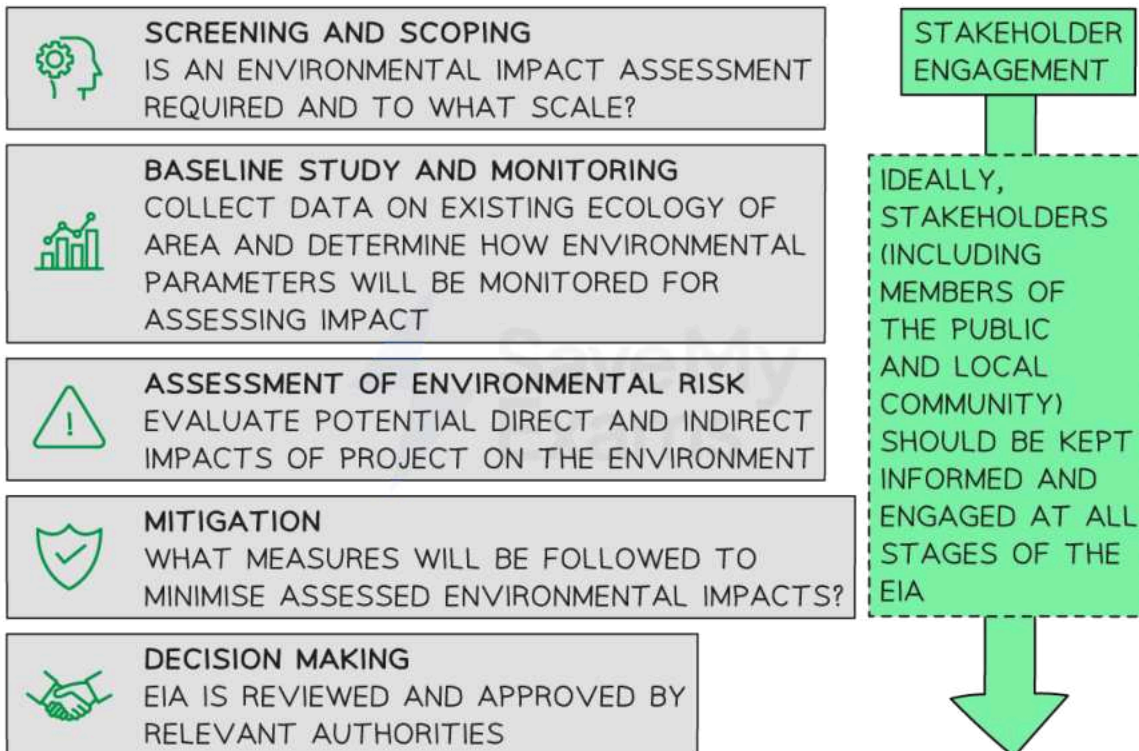 SCREENING AND SCOPING
IS AN ENVIRONMENTAL IMPACT ASSESSMENT
REQUIRED AND TO WHAT SCALE?
BASELINE STUDY AND MONITORING
COLLECT DATA ON EXISTING ECOLOGY OF
AREA AND DETERMINE HOW ENVIRONMENTAL
PARAMETERS WILL BE MONITORED FOR
ASSESSING IMPACT
ASSESSMENT OF ENVIRONMENTAL RISK
EVALUATE POTENTIAL DIRECT AND INDIRECT
IMPACTS OF PROJECT ON THE ENVIRONMENT
MITIGATION
WHAT MEASURES WILL BE FOLLOWED TO
MINIMISE ASSESSED ENVIRONMENTAL IMPACTS?
DECISION MAKING
EIA IS REVIEWED AND APPROVED BY
RELEVANT AUTHORITIES
STAKEHOLDER
ENGAGEMENT
IDEALLY,
STAKEHOLDERS
(INCLUDING
MEMBERS OF
THE PUBLIC
AND LOCAL
COMMUNITY)
SHOULD BE KEPT
INFORMED AND
ENGAGED AT ALL
STAGES OF THE
EIA
SaveMy
Exams